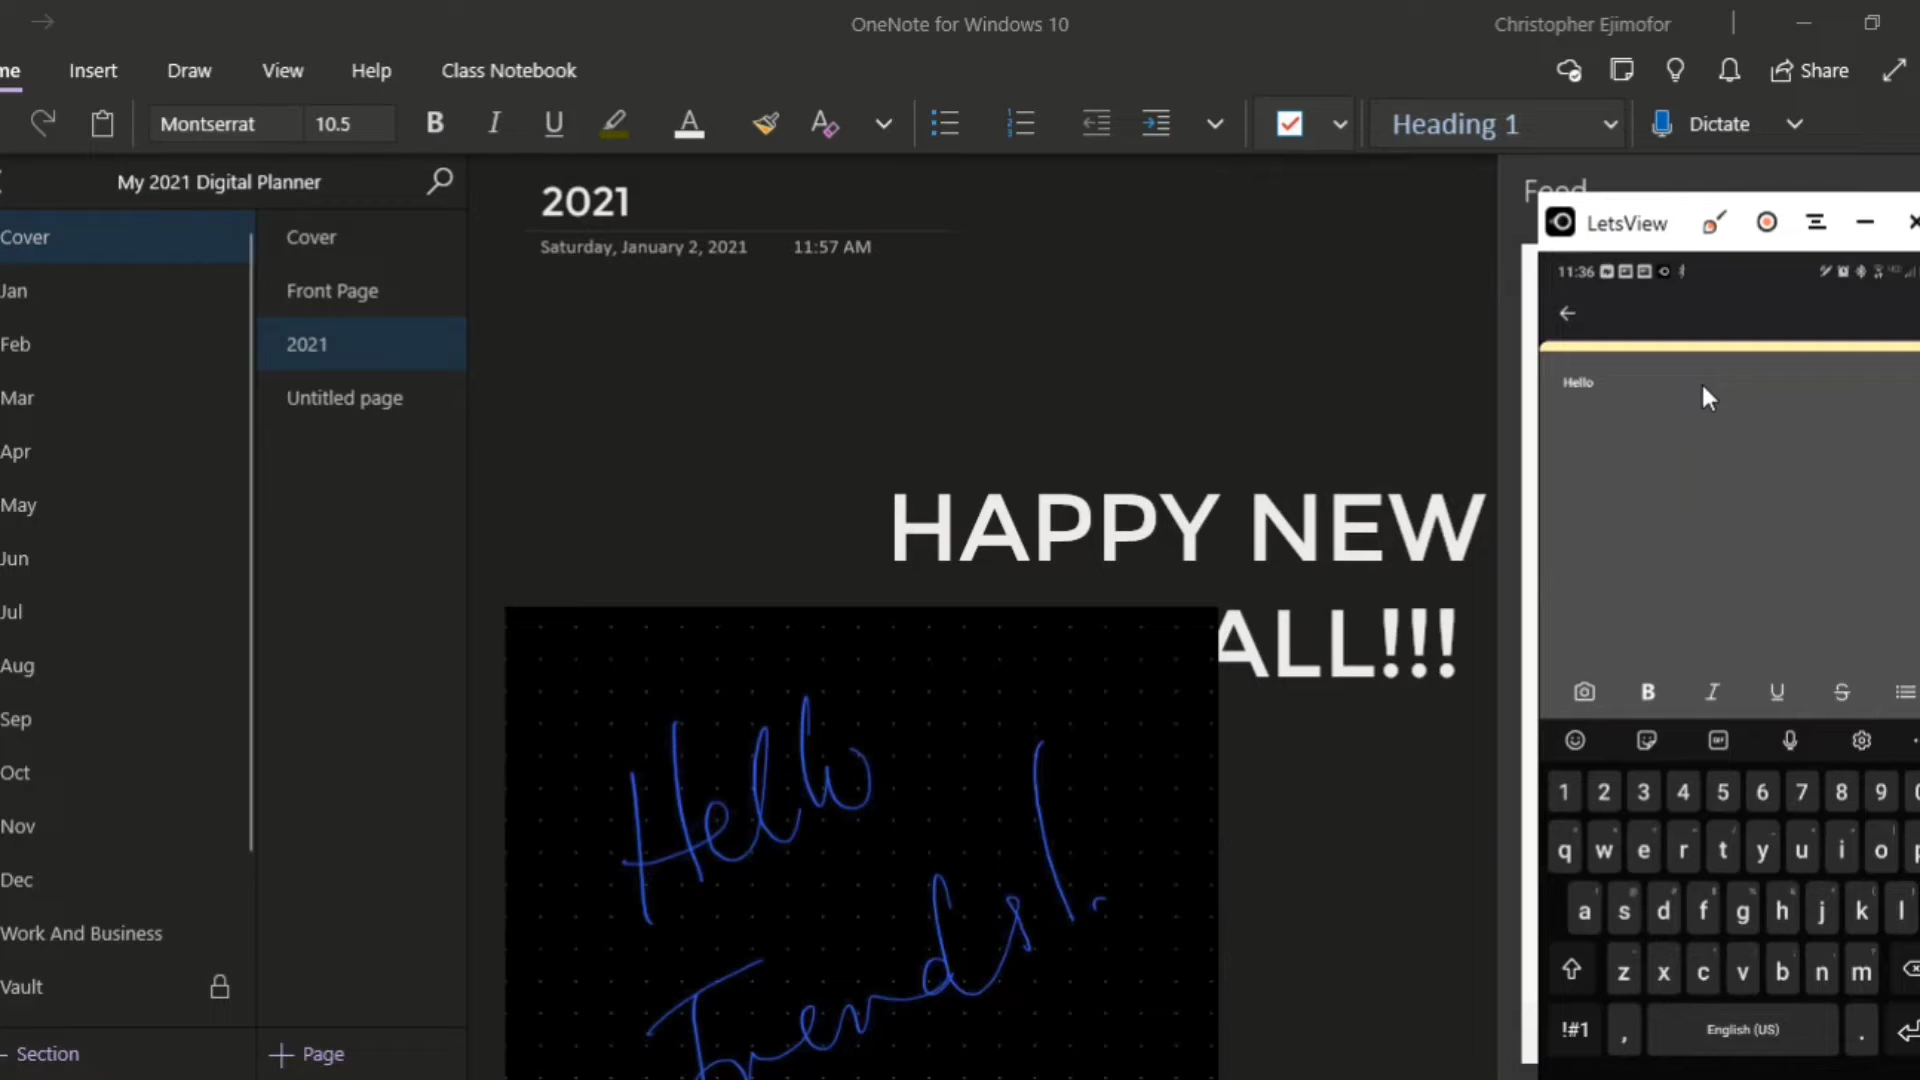 OneNote for Windows 10
Christopher Ejimofor
me Insert Draw View Help Class Notebook
Share
Montserrat 10.5 B I U A A Heading 1 Dictate
My 2021 Digital Planner
Cover
Jan
Feb
Mar
Apr
May
Jun
Jul
Aug
Sep
Oct
Nov
Dec
Work And Business
Vault
Section
Cover
Front Page
2021
Untitled page
Page
2021
Saturday, January 2, 2021 11:57 AM
HAPPY NEW
ALL!!!
Hello
Friends!
Feed
LetsView
11:36
Hello
B I U S
GIF
1 2 3 4 5 6 7 8 9 0
q w e r t y u i o p
a s d f g h j k l
z x c v b n m
!#1 , English (US) .